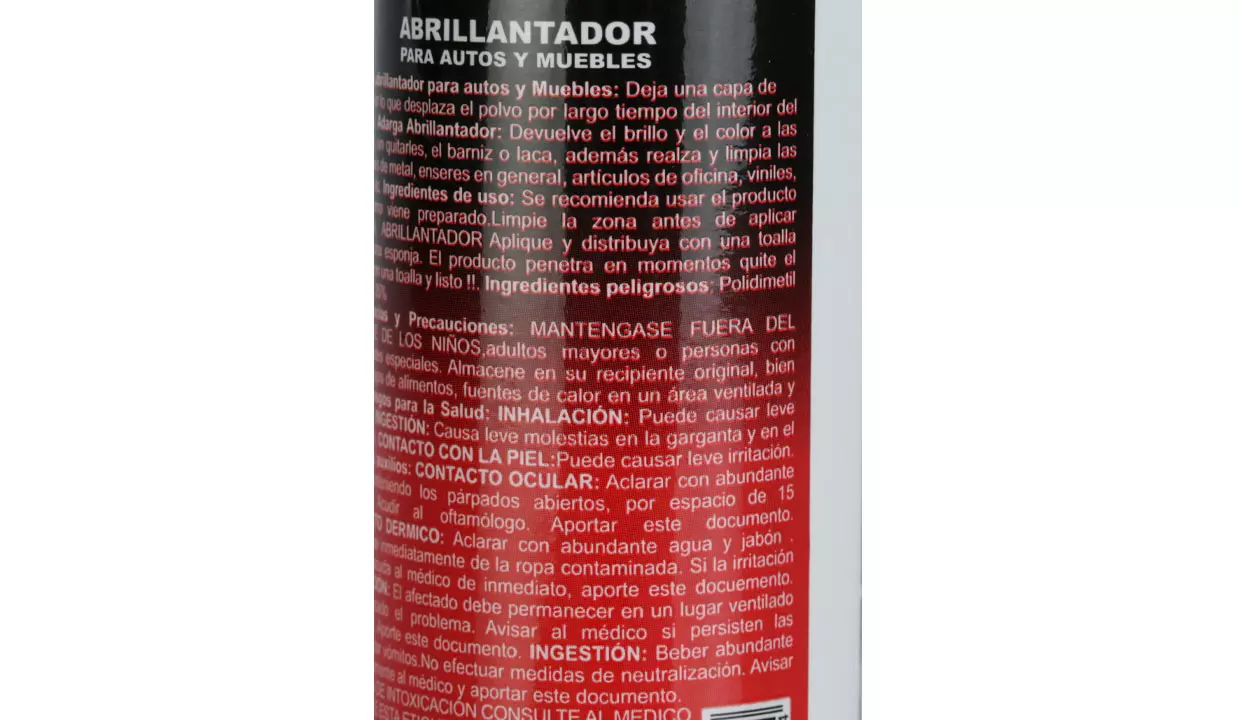 ABRILLANTADOR
PARA AUTOS Y MUEBLES
abrillantador para autos y Muebles: Deja una capa de
lo que desplaza el polvo por largo tiempo del interior del
Adarga Abrillantador: Devuelve el brillo y el color a las
quitarles, el barniz o laca, además realza y limpia las
de metal, enseres en general, artículos de oficina, viniles,
Ingredientes de uso: Se recomienda usar el producto
viene preparado.Limpie la zona antes de aplicar
ABRILLANTADOR Aplique y distribuya con una toalla
esponja. El producto penetra en momentos quite el
una toalla y listo !!. Ingredientes peligrosos: Polidimetil
y Precauciones: MANTENGASE FUERA DEL
DE LOS NIÑOS,adultos mayores o personas con
especiales. Almacene en su recipiente original, bien
de alimentos, fuentes de calor en un área ventilada y
para la Salud: INHALACIÓN: Puede causar leve
INGESTIÓN: Causa leve molestias en la garganta y en el
CONTACTO CON LA PIEL:Puede causar leve irritación.
auxilios: CONTACTO OCULAR: Aclarar con abundante
los párpados abiertos, por espacio de 15
Acudir al oftamólogo. Aportar este documento.
DERMICO: Aclarar con abundante agua y jabón .
inmediatamente de la ropa contaminada. Si la irritación
al médico de inmediato, aporte este docuemento.
El afectado debe permanecer en un lugar ventilado
el problema. Avisar al médico si persisten las
Aporte este documento. INGESTIÓN: Beber abundante
vómitos.No efectuar medidas de neutralización. Avisar
al médico y aportar este documento.
DE INTOXICACIÓN CONSULTE AL MEDICO